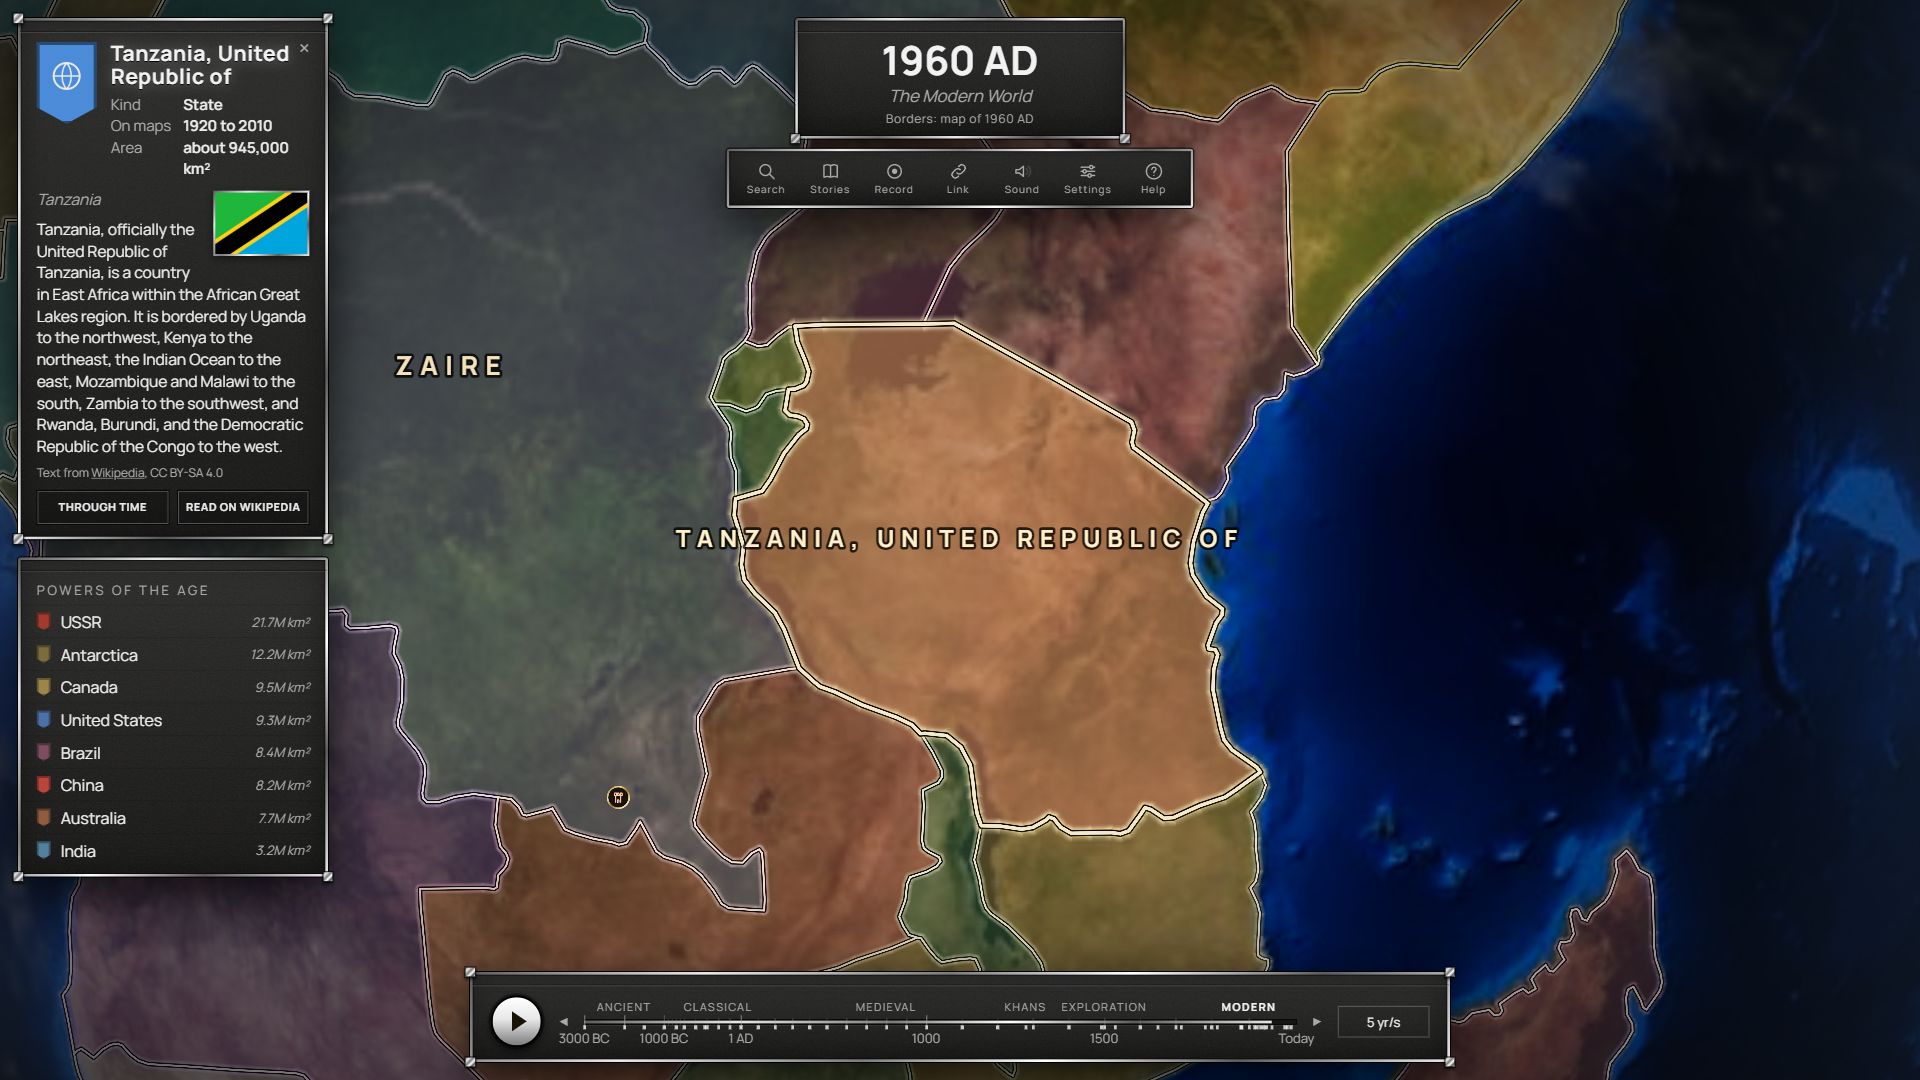 Tanzania, United
Republic of
×
Kind State
On maps 1920 to 2010
Area about 945,000
km²
Tanzania
Tanzania, officially the
United Republic of
Tanzania, is a country
in East Africa within the African Great
Lakes region. It is bordered by Uganda
to the northwest, Kenya to the
northeast, the Indian Ocean to the
east, Mozambique and Malawi to the
south, Zambia to the southwest, and
Rwanda, Burundi, and the Democratic
Republic of the Congo to the west.
Text from Wikipedia, CC BY-SA 4.0
THROUGH TIME READ ON WIKIPEDIA
POWERS OF THE AGE
USSR 21.7M km²
Antarctica 12.2M km²
Canada 9.5M km²
United States 9.3M km²
Brazil 8.4M km²
China 8.2M km²
Australia 7.7M km²
India 3.2M km²
1960 AD
The Modern World
Borders: map of 1960 AD
Search Stories Record Link Sound Settings Help
ZAIRE
TANZANIA, UNITED REPUBLIC OF
ANCIENT CLASSICAL MEDIEVAL KHANS EXPLORATION MODERN
3000 BC 1000 BC 1 AD 1000 1500 Today
5 yr/s